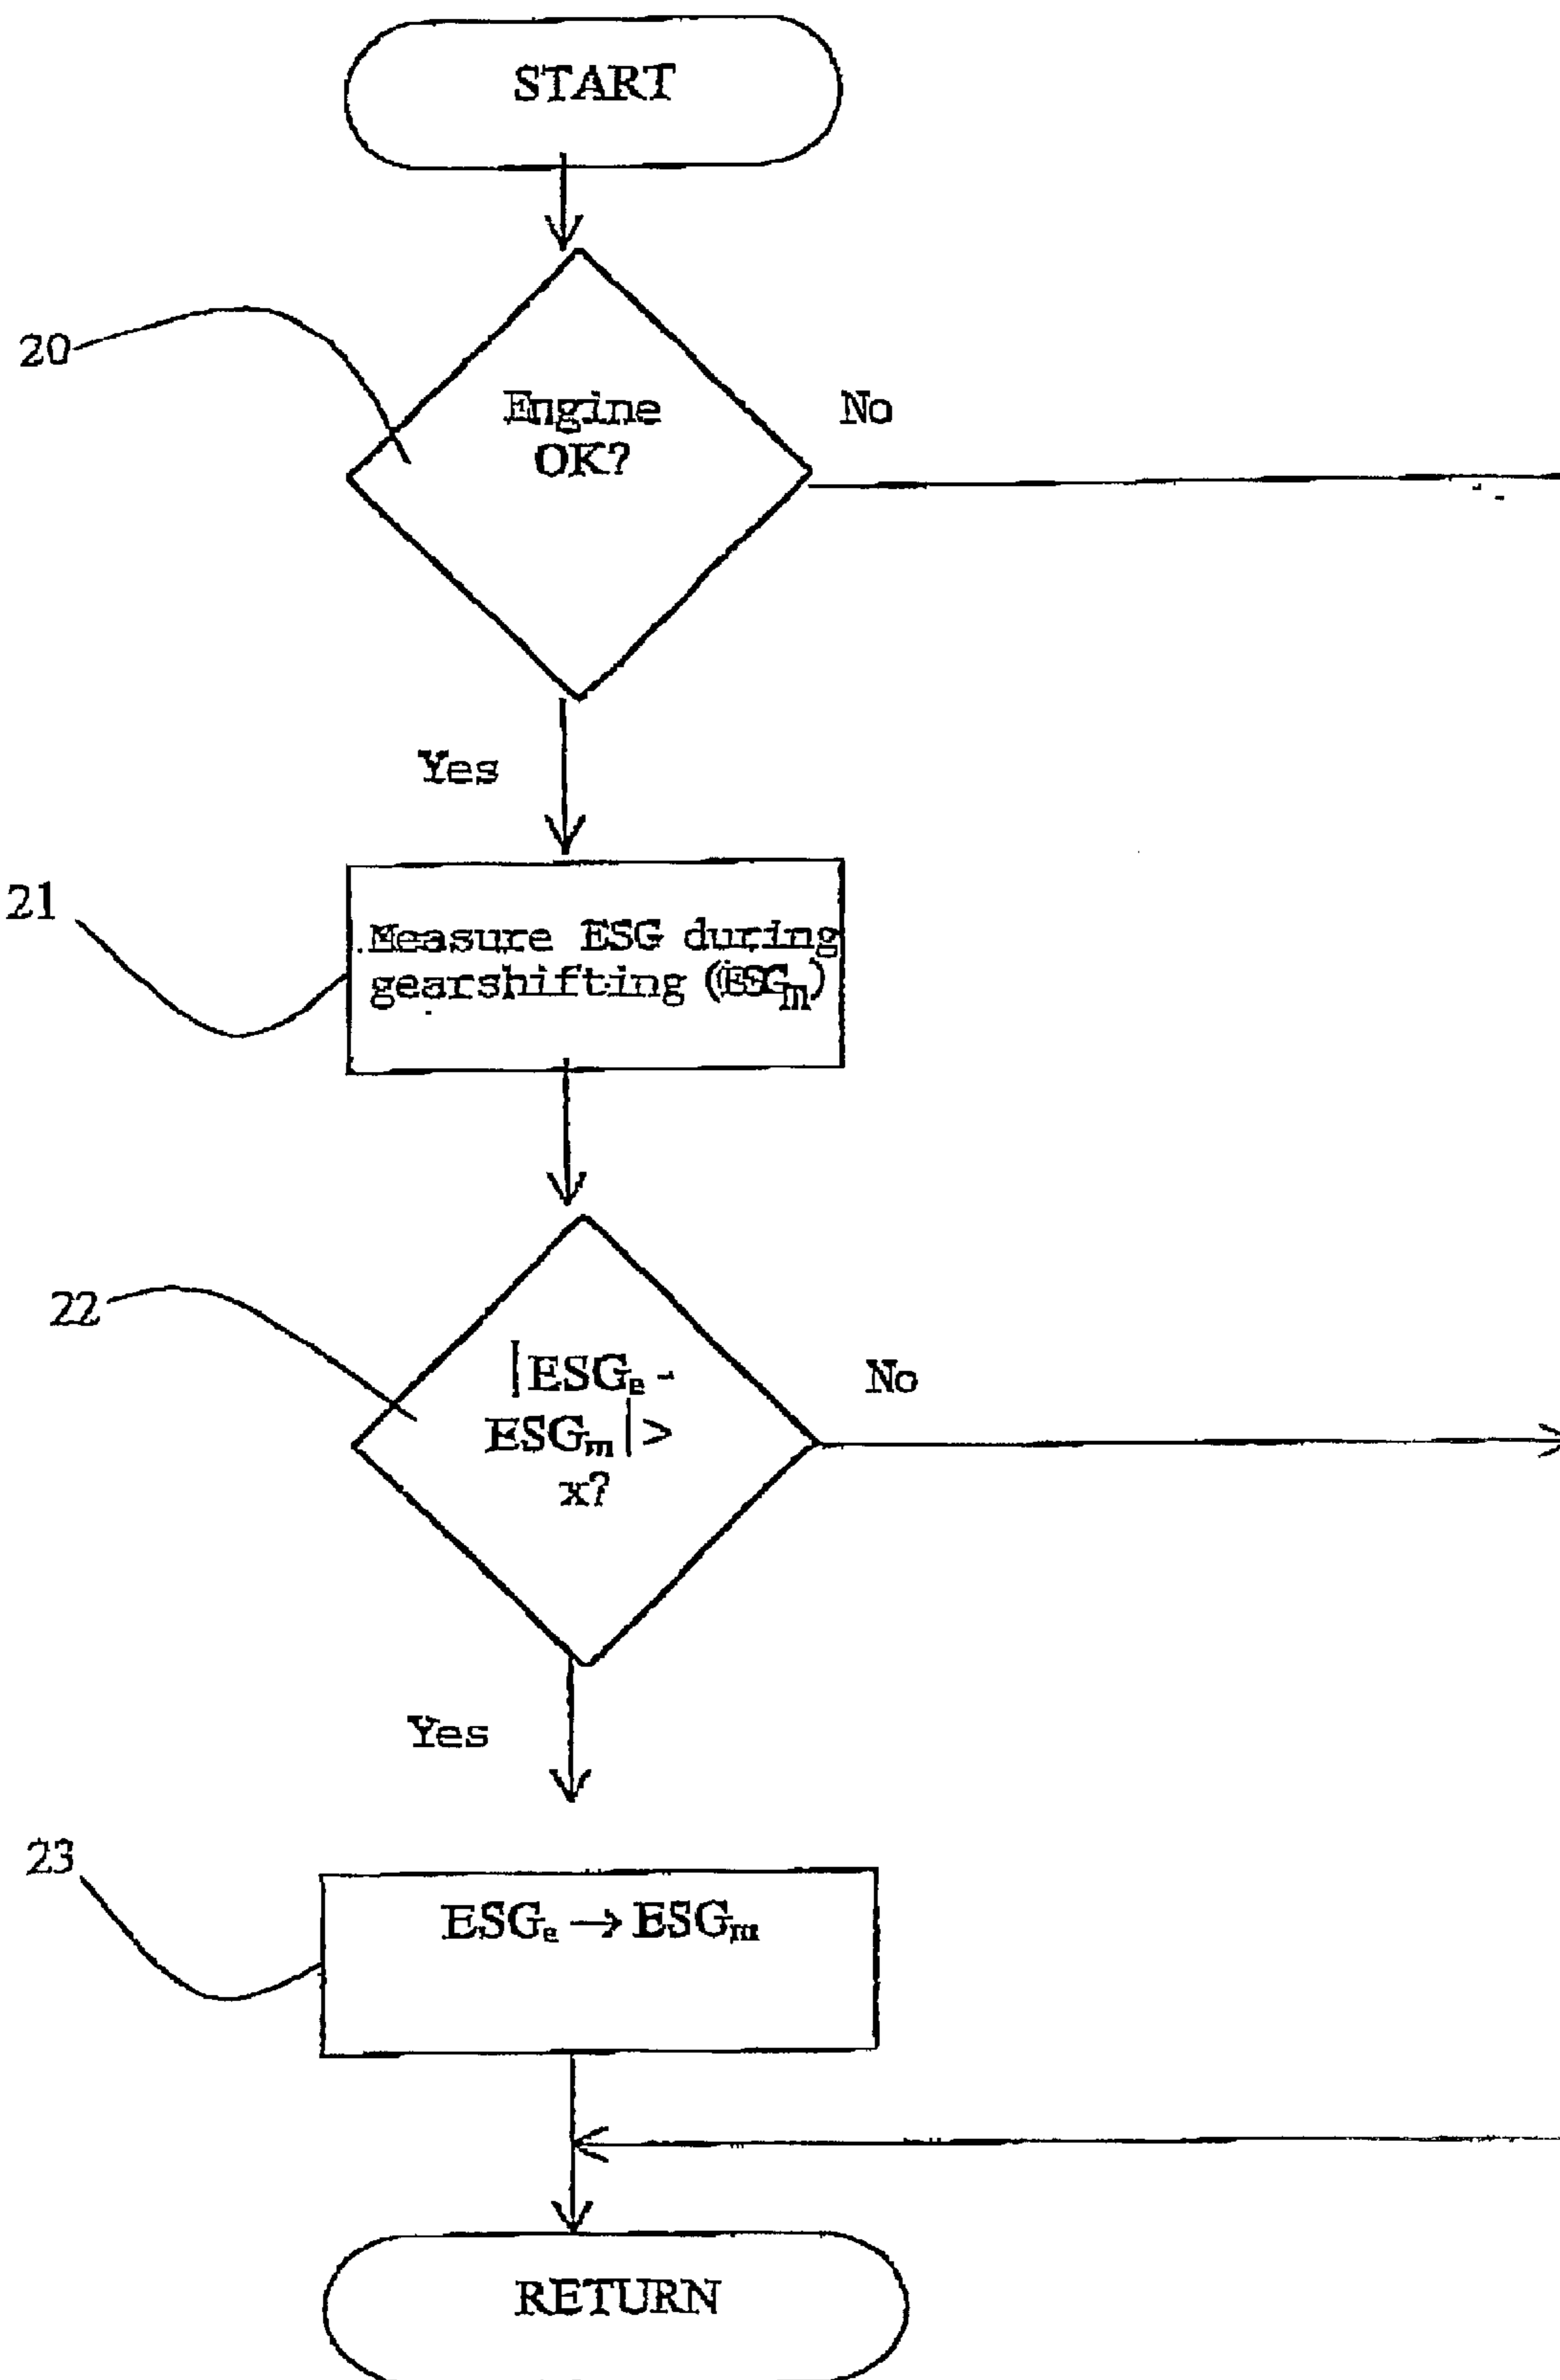 START
20
Engine
OK?
No
Yes
21
Measure ESG during
gearshifting (ESGm)
22
|ESGe -
ESGm| >
x?
No
Yes
23
ESGe → ESGm
RETURN